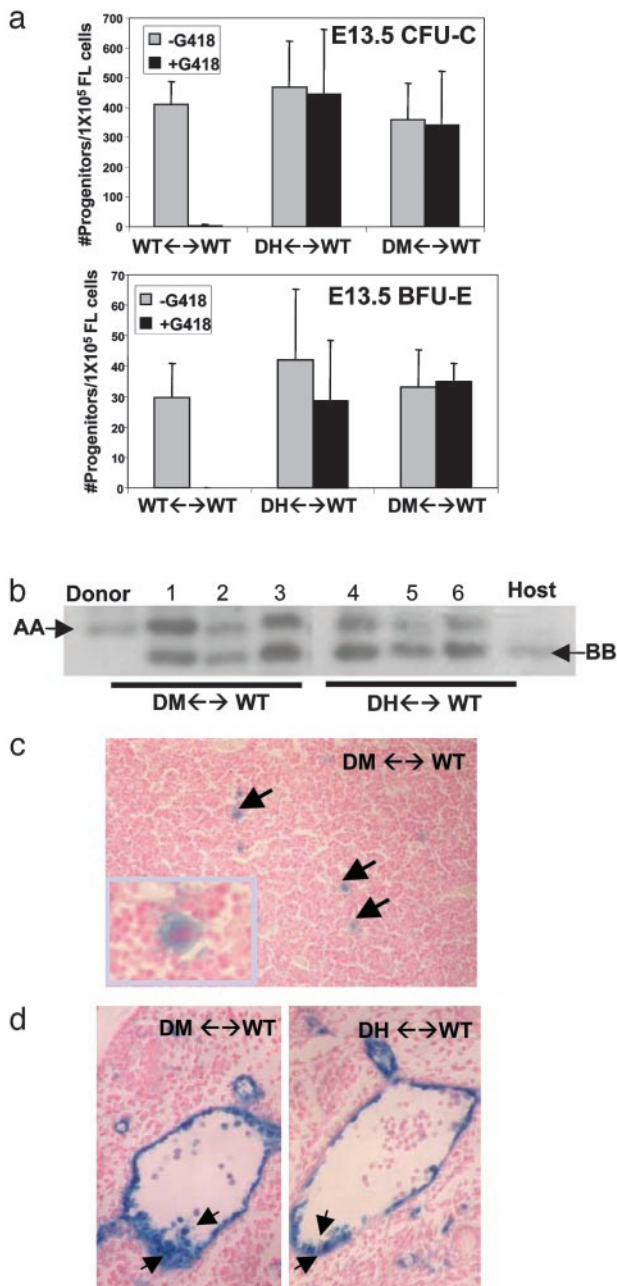 a
E13.5 CFU-C
-G418
+G418
#Progenitors/1X10⁵ FL cells
700
600
500
400
300
200
100
0
WT←→WT DH←→WT DM←→WT
E13.5 BFU-E
-G418
+G418
#Progenitors/1X10⁵ FL cells
70
60
50
40
30
20
10
0
WT←→WT DH←→WT DM←→WT
b
Donor 1 2 3 4 5 6 Host
AA
BB
DM←→ WT DH←→ WT
c
DM ←→ WT
d
DM ←→WT
DH ←→WT